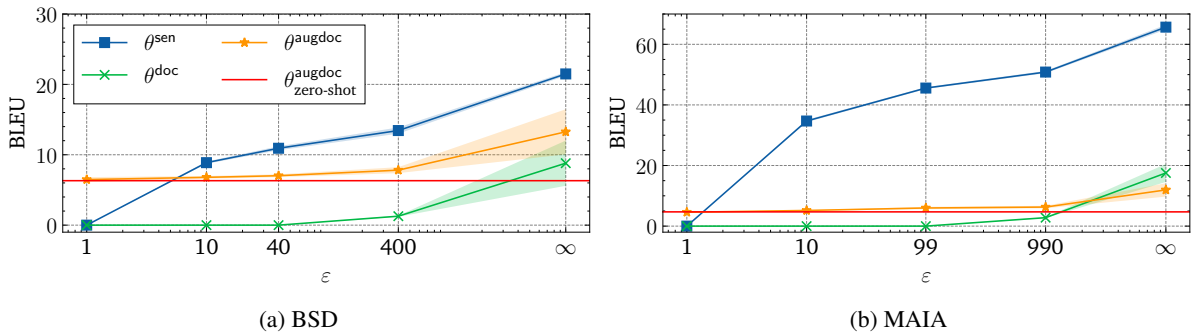 30
20
10
0
BLEU
θ^sen
θ^doc
θ^augdoc
θ^augdoc_zero-shot
1 10 40 400 ∞
ε
(a) BSD
60
40
20
0
BLEU
1 10 99 990 ∞
ε
(b) MAIA